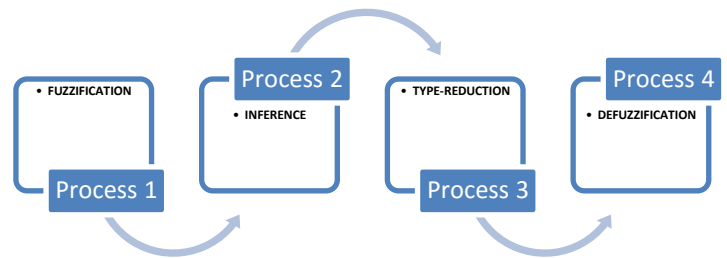 • FUZZIFICATION
Process 1
Process 2
• INFERENCE
• TYPE-REDUCTION
Process 3
Process 4
• DEFUZZIFICATION